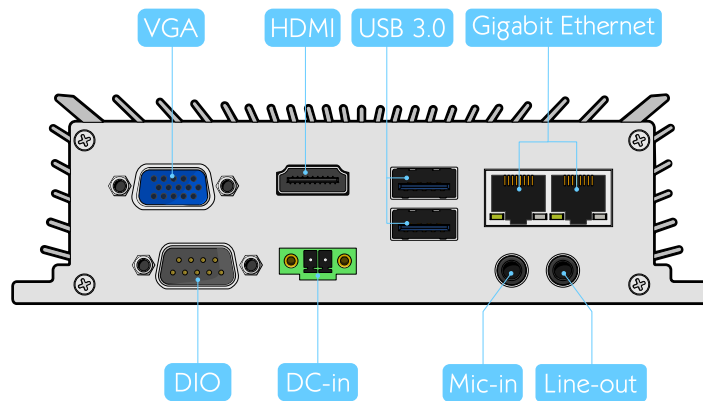 VGA
HDMI
USB 3.0
Gigabit Ethernet
DIO
DC-in
Mic-in
Line-out